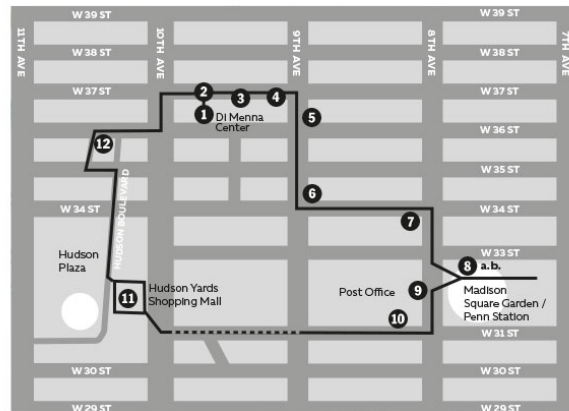 W 39 ST
W 39 ST
11TH AVE
10TH AVE
9TH AVE
8TH AVE
7TH AVE
W 38 ST
W 38 ST
W 37 ST
W 37 ST
2
3
4
1
5
DI Menna
Center
W 36 ST
12
W 35 ST
6
W 34 ST
7
W 34 ST
HUDSON BOULEVARD
W 33 ST
8 a.b.
Hudson
Plaza
11
Hudson Yards
Shopping Mall
Post Office
9
10
Madison
Square Garden /
Penn Station
W 31 ST
W 30 ST
W 30 ST
W 29 ST
W 29 ST